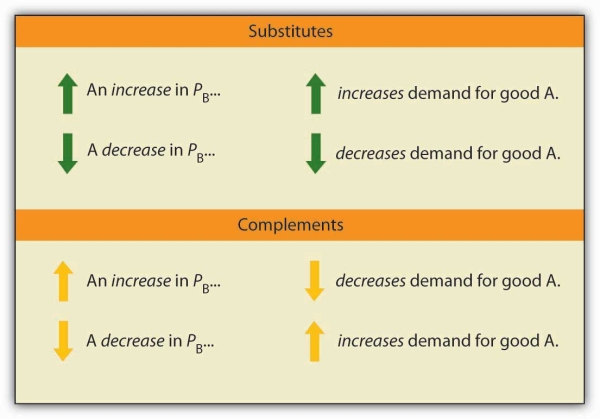 Substitutes
An increase in PB... increases demand for good A.
A decrease in PB... decreases demand for good A.
Complements
An increase in PB... decreases demand for good A.
A decrease in PB... increases demand for good A.